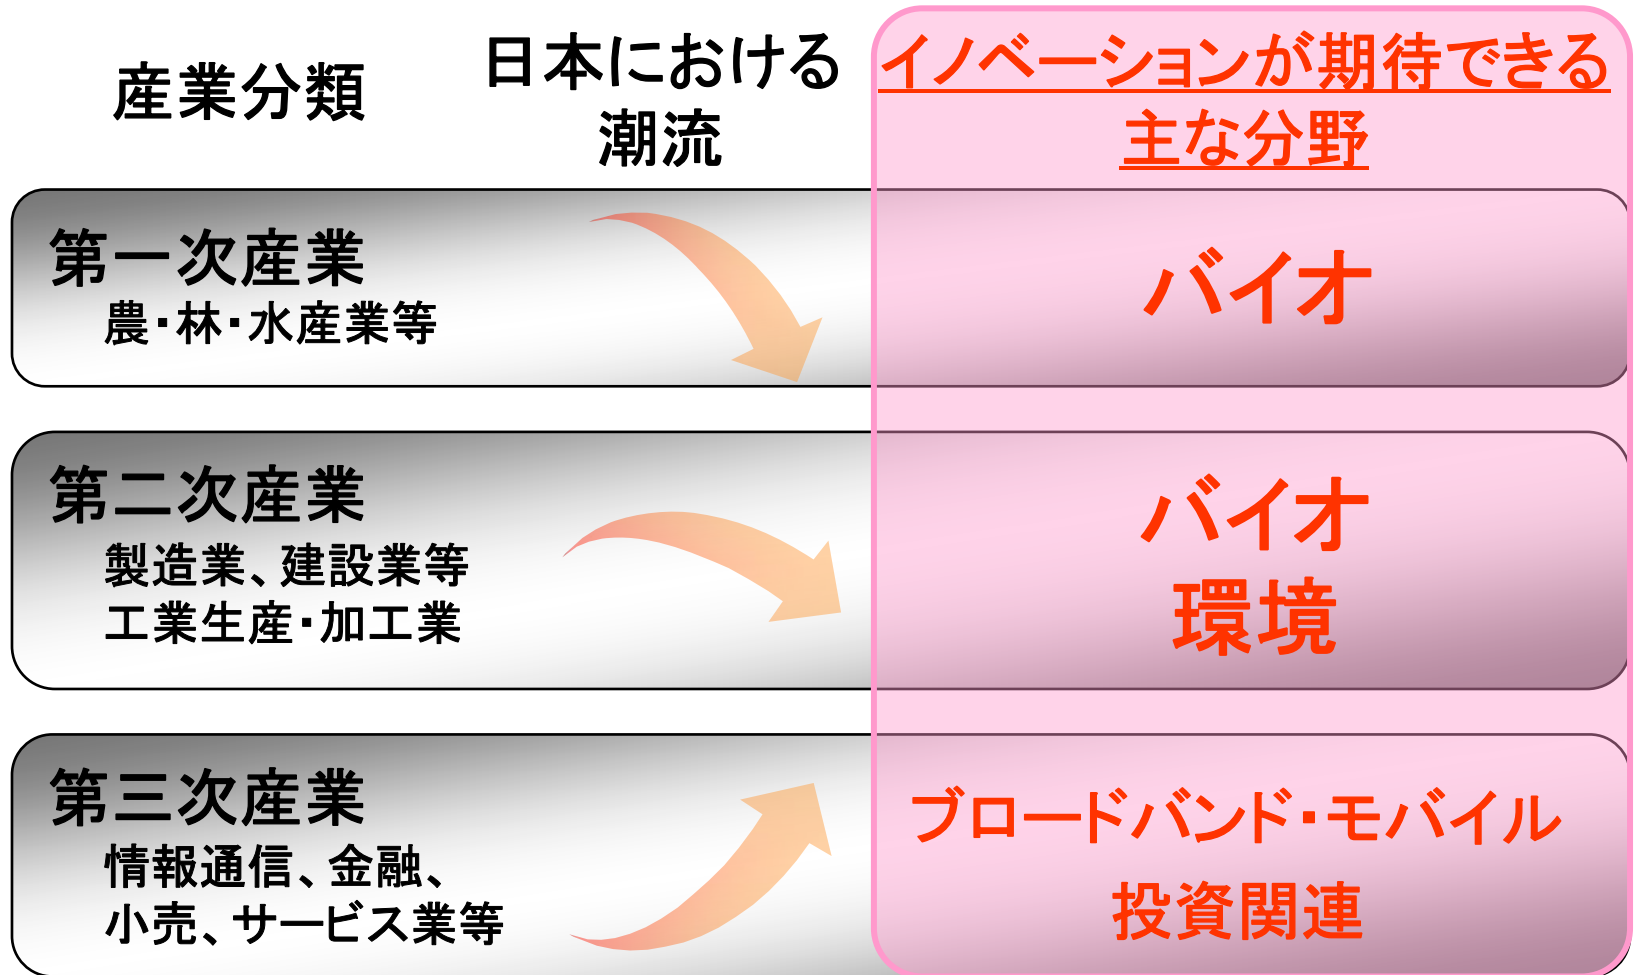 産業分類
日本における
潮流
イノベーションが期待できる
主な分野
第一次産業
農・林・水産業等
バイオ
第二次産業
製造業、建設業等
工業生産・加工業
バイオ
環境
第三次産業
情報通信、金融、
小売、サービス業等
ブロードバンド・モバイル
投資関連